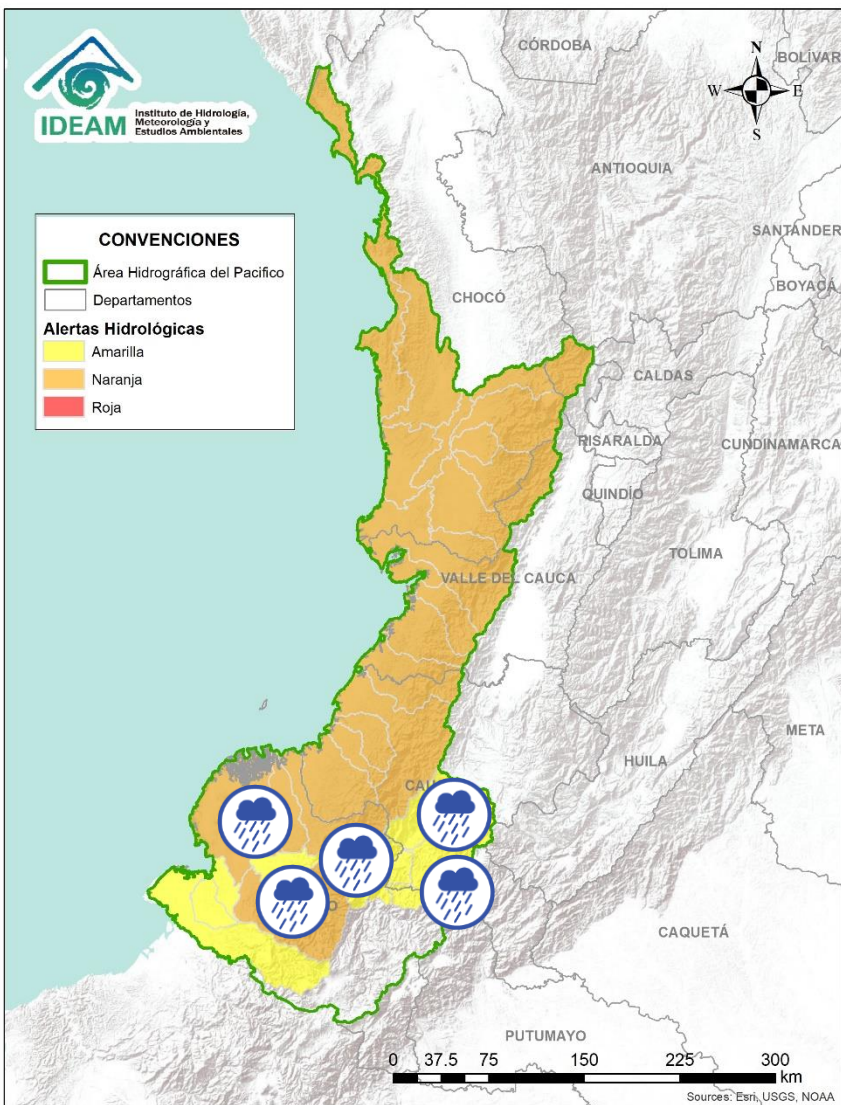 IDEAM
Instituto de Hidrología,
Meteorología y
Estudios Ambientales
CÓRDOBA
BOLÍVAR
N
W
E
S
ANTIOQUIA
SANTÁNDER
BOYACÁ
CONVENCIONES
Área Hidrográfica del Pacifico
Departamentos
Alertas Hidrológicas
Amarilla
Naranja
Roja
CHOCÓ
CALDAS
RISARALDA
CUNDINAMARCA
QUINDÍO
TOLIMA
VALLE DEL CAUCA
META
HUILA
CAQUETÁ
PUTUMAYO
0 37.5 75 150 225 300
km
Sources: Esri, USGS, NOAA